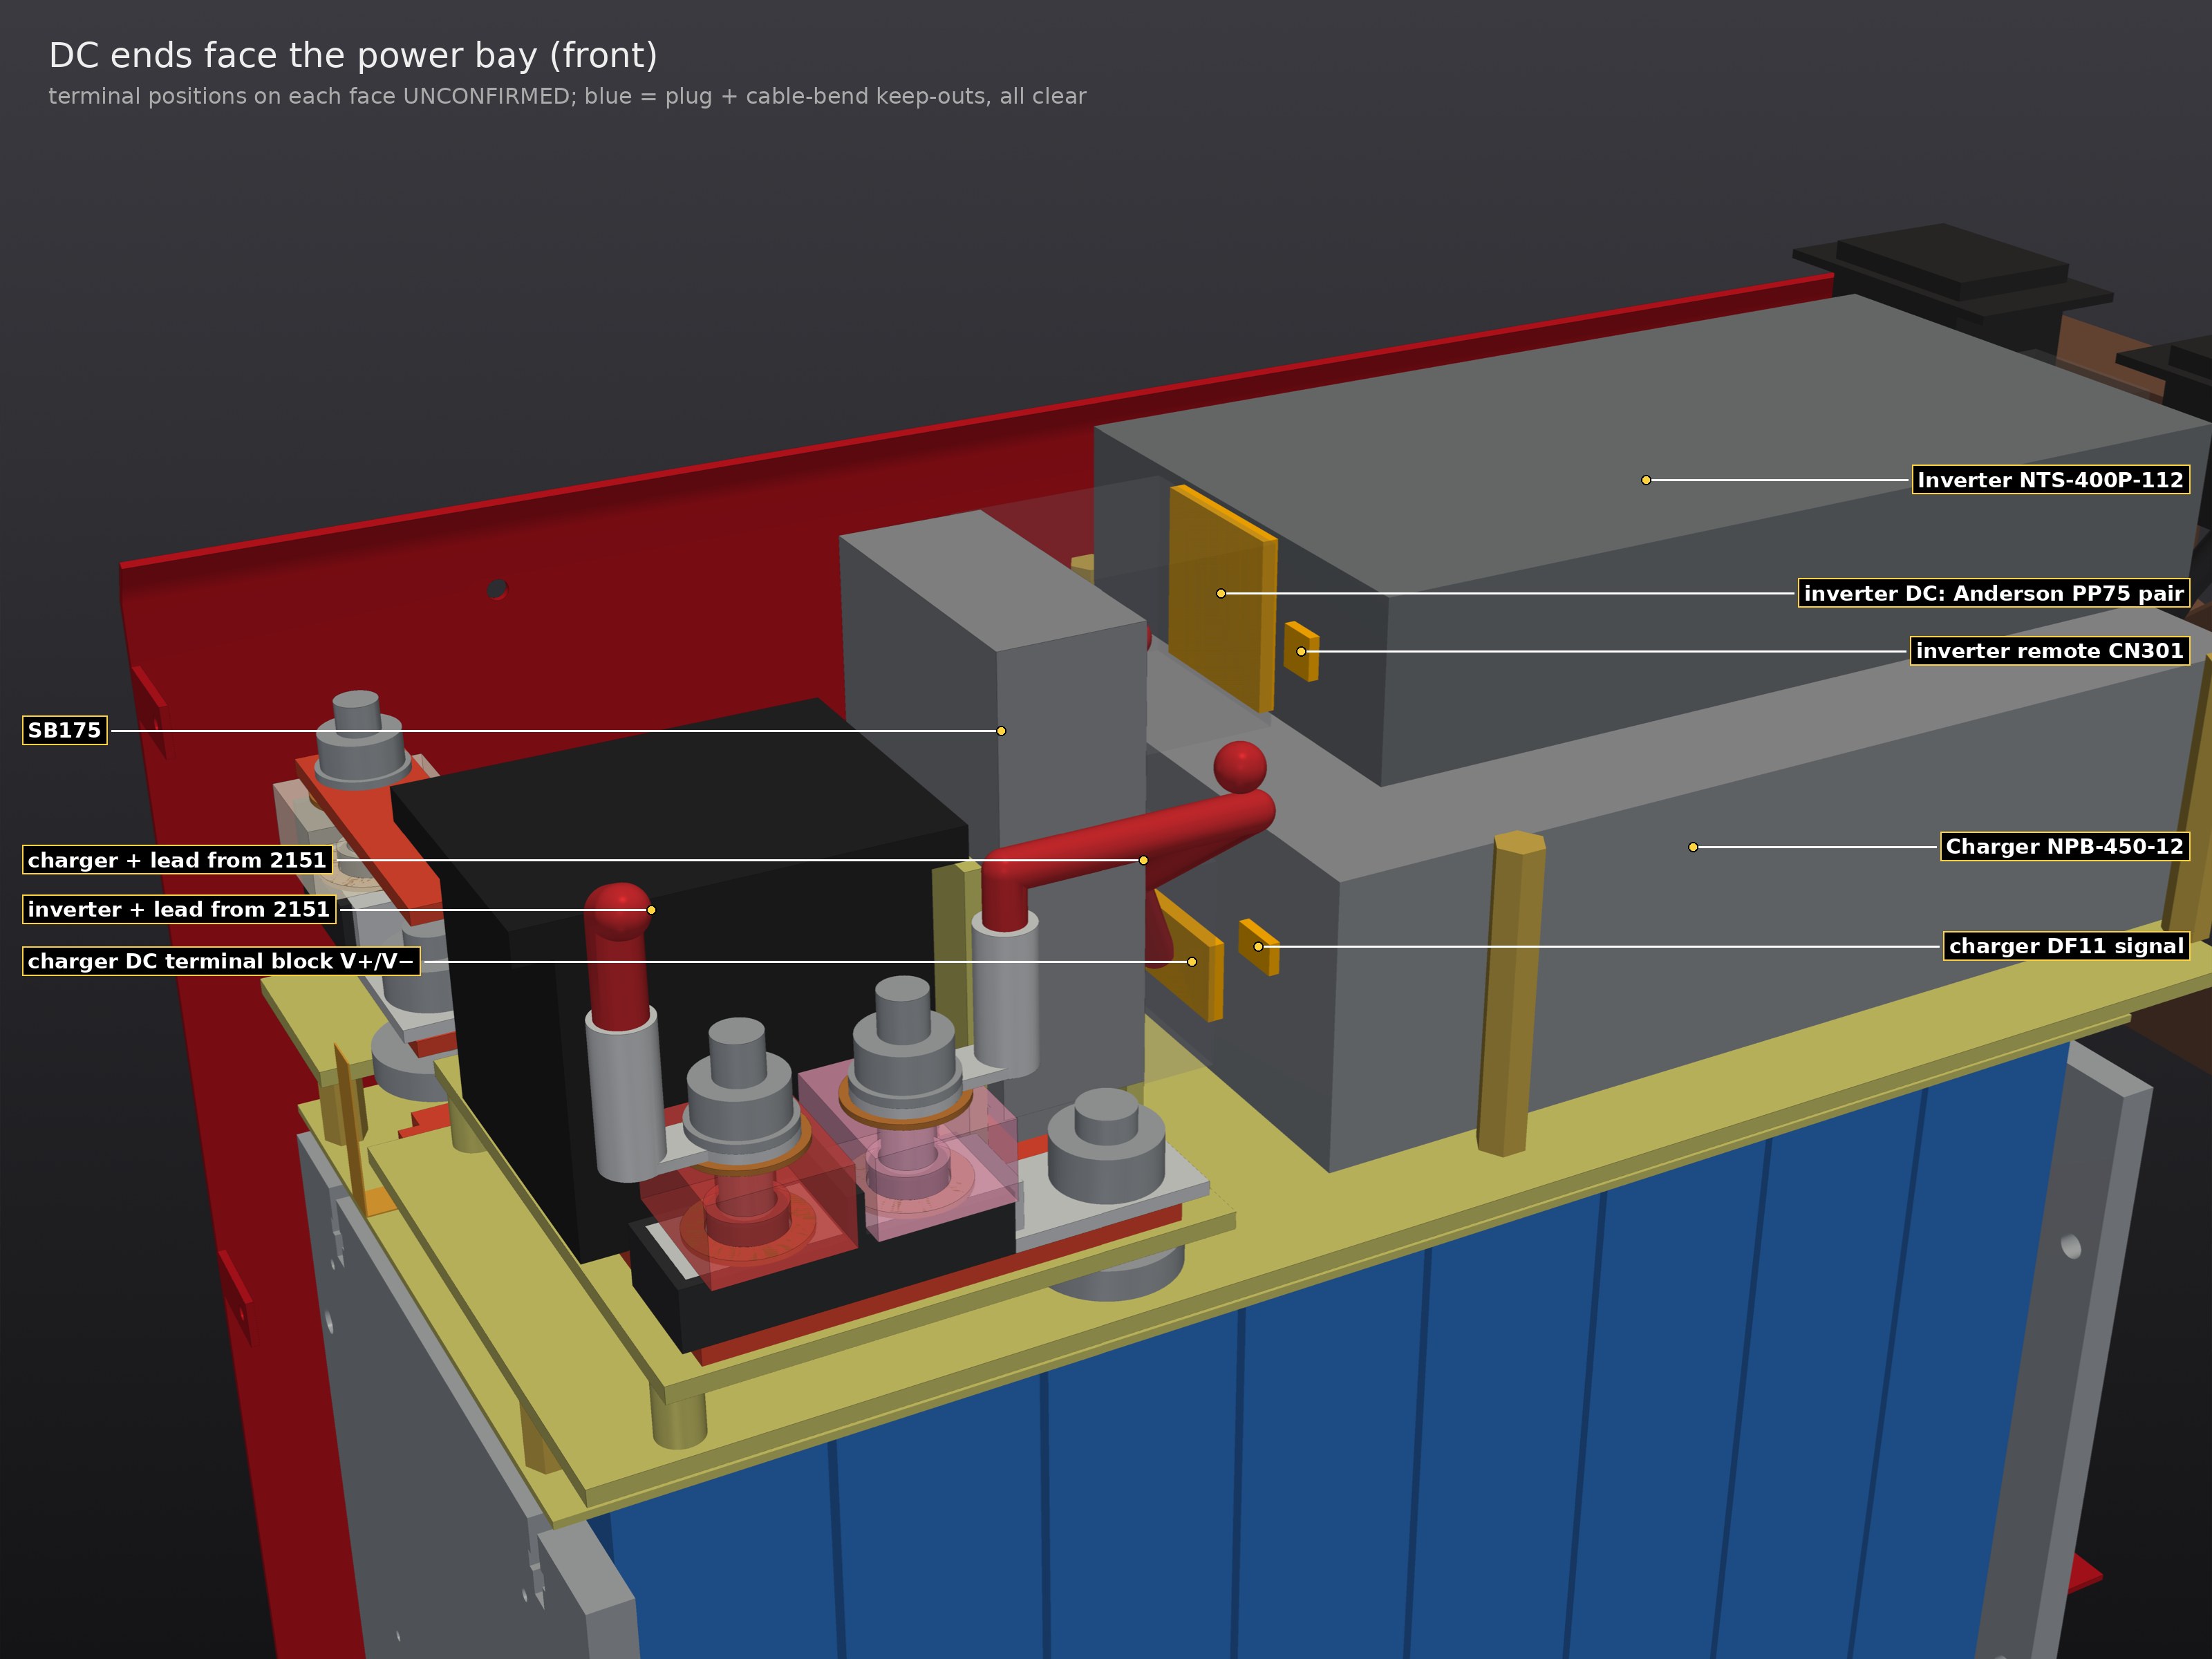 DC ends face the power bay (front)
terminal positions on each face UNCONFIRMED; blue = plug + cable-bend keep-outs, all clear
Inverter NTS-400P-112
inverter DC: Anderson PP75 pair
inverter remote CN301
SB175
Charger NPB-450-12
charger + lead from 2151
inverter + lead from 2151
charger DF11 signal
charger DC terminal block V+/V−